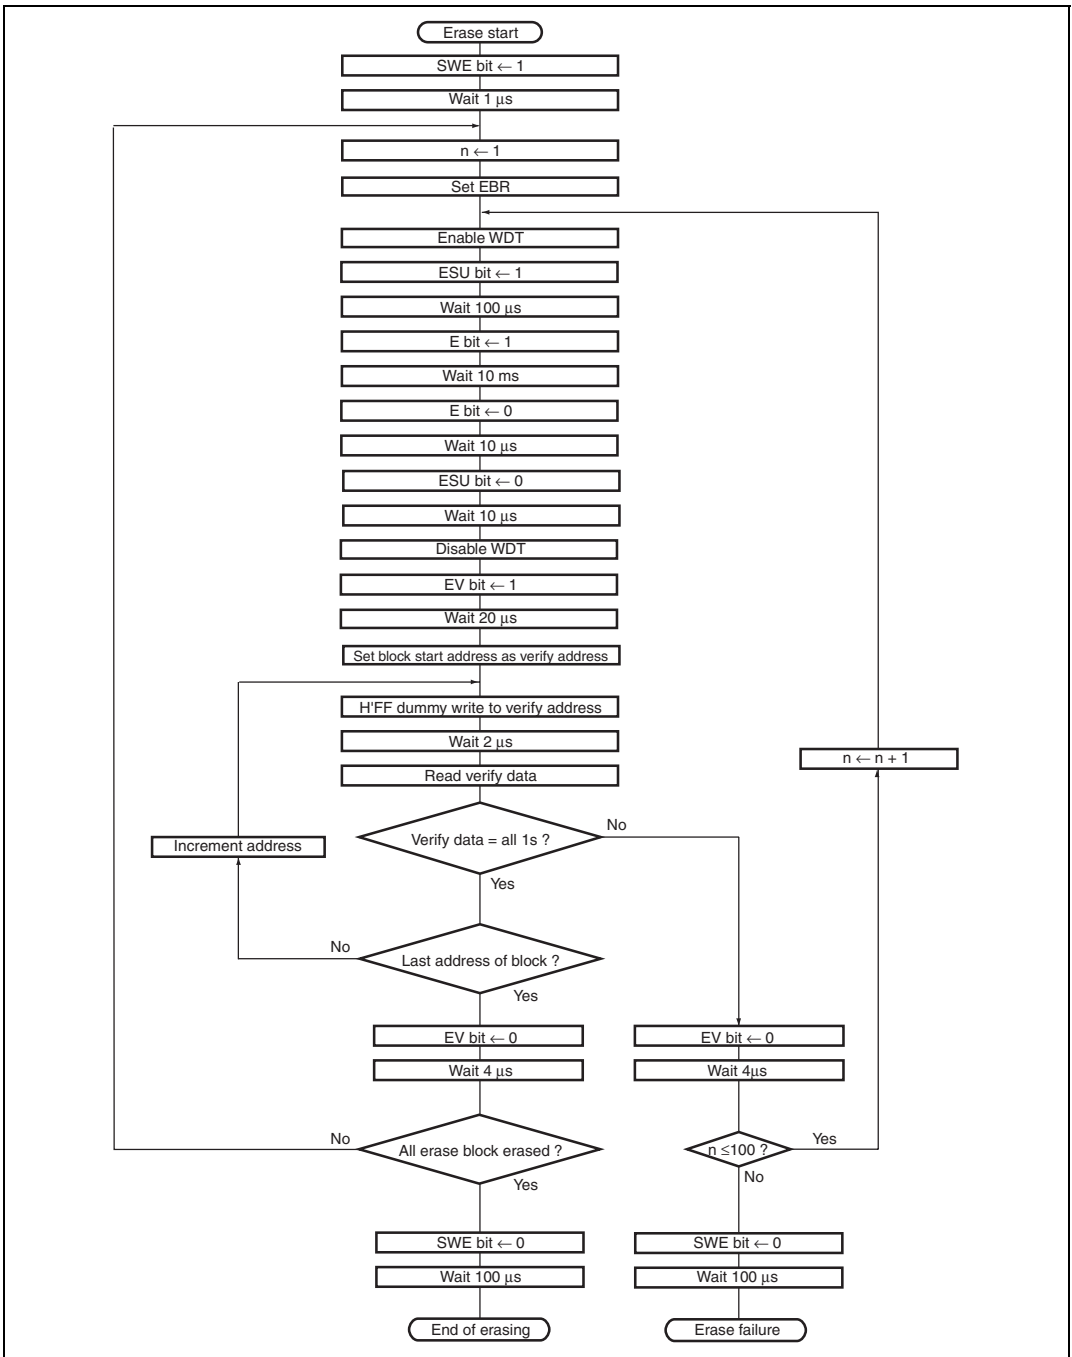 Erase start
SWE bit ← 1
Wait 1 μs
n ← 1
Set EBR
Enable WDT
ESU bit ← 1
Wait 100 μs
E bit ← 1
Wait 10 ms
E bit ← 0
Wait 10 μs
ESU bit ← 0
Wait 10 μs
Disable WDT
EV bit ← 1
Wait 20 μs
Set block start address as verify address
H'FF dummy write to verify address
Wait 2 μs
n ← n + 1
Read verify data
No
Verify data = all 1s ?
Increment address
Yes
No
Last address of block ?
Yes
EV bit ← 0
EV bit ← 0
Wait 4 μs
Wait 4μs
No
All erase block erased ?
Yes
n ≤100 ?
Yes
No
SWE bit ← 0
SWE bit ← 0
Wait 100 μs
Wait 100 μs
End of erasing
Erase failure